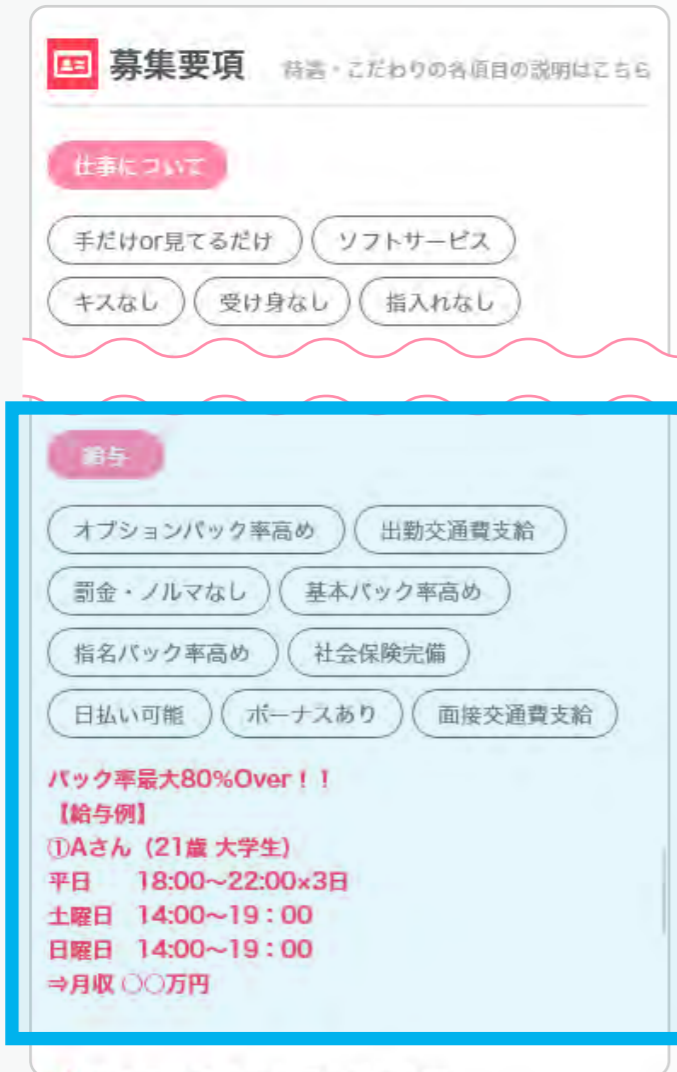 募集要項 待遇・こだわりの各項目の説明はこちら
仕事について
手だけor見てるだけ ソフトサービス
キスなし 受け身なし 指入れなし
給与
オプションバック率高め 出勤交通費支給
罰金・ノルマなし 基本バック率高め
指名バック率高め 社会保険完備
日払い可能 ボーナスあり 面接交通費支給
バック率最大80%Over！！
【給与例】
①Aさん（21歳 大学生）
平日 18:00～22:00×3日
土曜日 14:00～19：00
日曜日 14:00～19：00
⇒月収 ○○万円